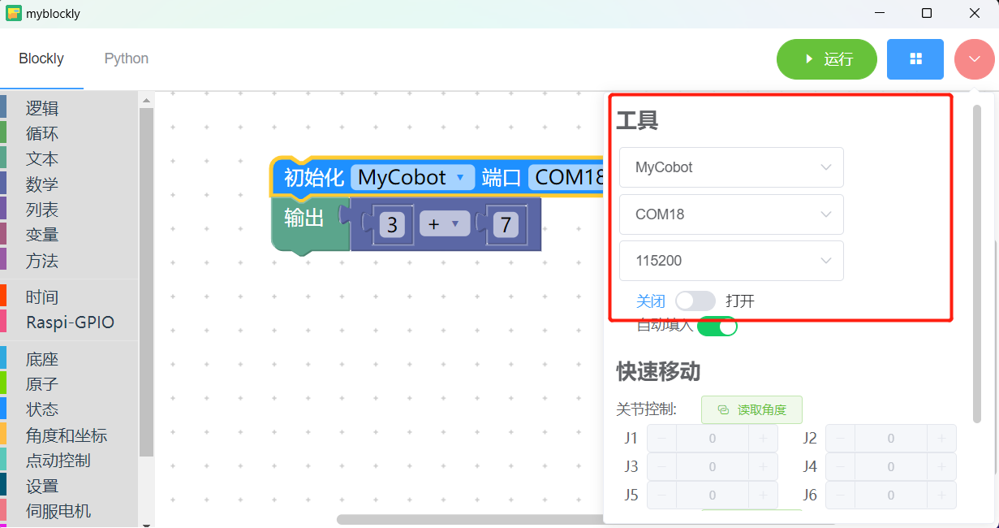 myblockly
Blockly
Python
运行
逻辑
循环
文本
数学
列表
变量
方法
时间
Raspi-GPIO
底座
原子
状态
角度和坐标
点动控制
设置
伺服电机
初始化 MyCobot 端口 COM18
输出 3 + 7
工具
MyCobot
COM18
115200
关闭 打开
自动填入
快速移动
关节控制: 读取角度
J1 － 0 + J2 － 0 +
J3 － 0 + J4 － 0 +
J5 － 0 + J6 － 0 +